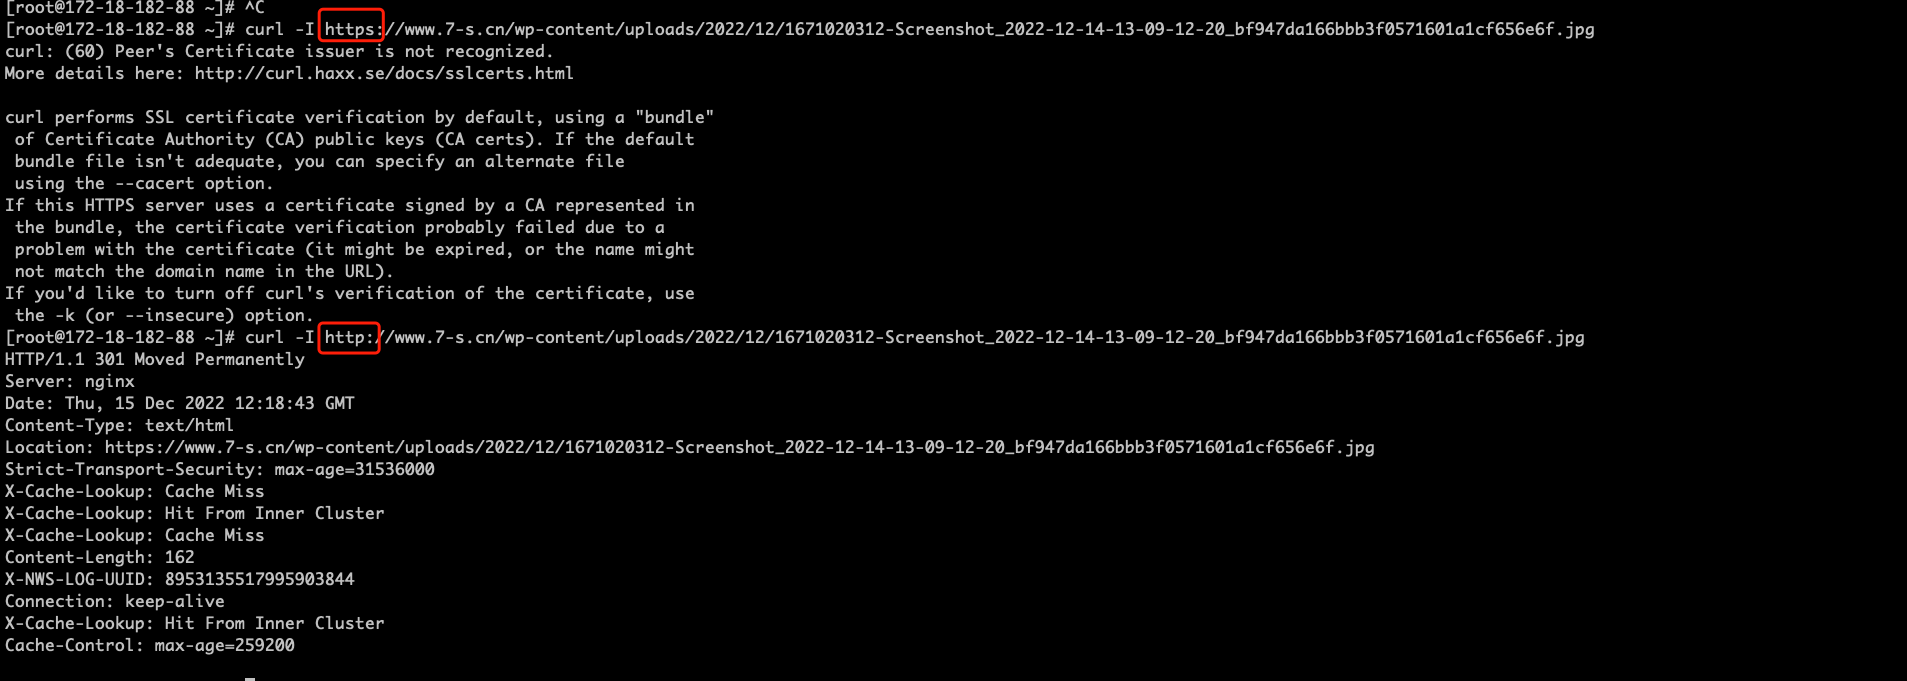 [root@172-18-182-88 ~]# ^C
[root@172-18-182-88 ~]# curl -I https://www.7-s.cn/wp-content/uploads/2022/12/1671020312-Screenshot_2022-12-14-13-09-12-20_bf947da166bbb3f0571601a1cf656e6f.jpg
curl: (60) Peer's Certificate issuer is not recognized.
More details here: http://curl.haxx.se/docs/sslcerts.html

curl performs SSL certificate verification by default, using a "bundle"
 of Certificate Authority (CA) public keys (CA certs). If the default
 bundle file isn't adequate, you can specify an alternate file
 using the --cacert option.
If this HTTPS server uses a certificate signed by a CA represented in
 the bundle, the certificate verification probably failed due to a
 problem with the certificate (it might be expired, or the name might
 not match the domain name in the URL).
If you'd like to turn off curl's verification of the certificate, use
 the -k (or --insecure) option.
[root@172-18-182-88 ~]# curl -I http://www.7-s.cn/wp-content/uploads/2022/12/1671020312-Screenshot_2022-12-14-13-09-12-20_bf947da166bbb3f0571601a1cf656e6f.jpg
HTTP/1.1 301 Moved Permanently
Server: nginx
Date: Thu, 15 Dec 2022 12:18:43 GMT
Content-Type: text/html
Location: https://www.7-s.cn/wp-content/uploads/2022/12/1671020312-Screenshot_2022-12-14-13-09-12-20_bf947da166bbb3f0571601a1cf656e6f.jpg
Strict-Transport-Security: max-age=31536000
X-Cache-Lookup: Cache Miss
X-Cache-Lookup: Hit From Inner Cluster
X-Cache-Lookup: Cache Miss
Content-Length: 162
X-NWS-LOG-UUID: 8953135517995903844
Connection: keep-alive
X-Cache-Lookup: Hit From Inner Cluster
Cache-Control: max-age=259200